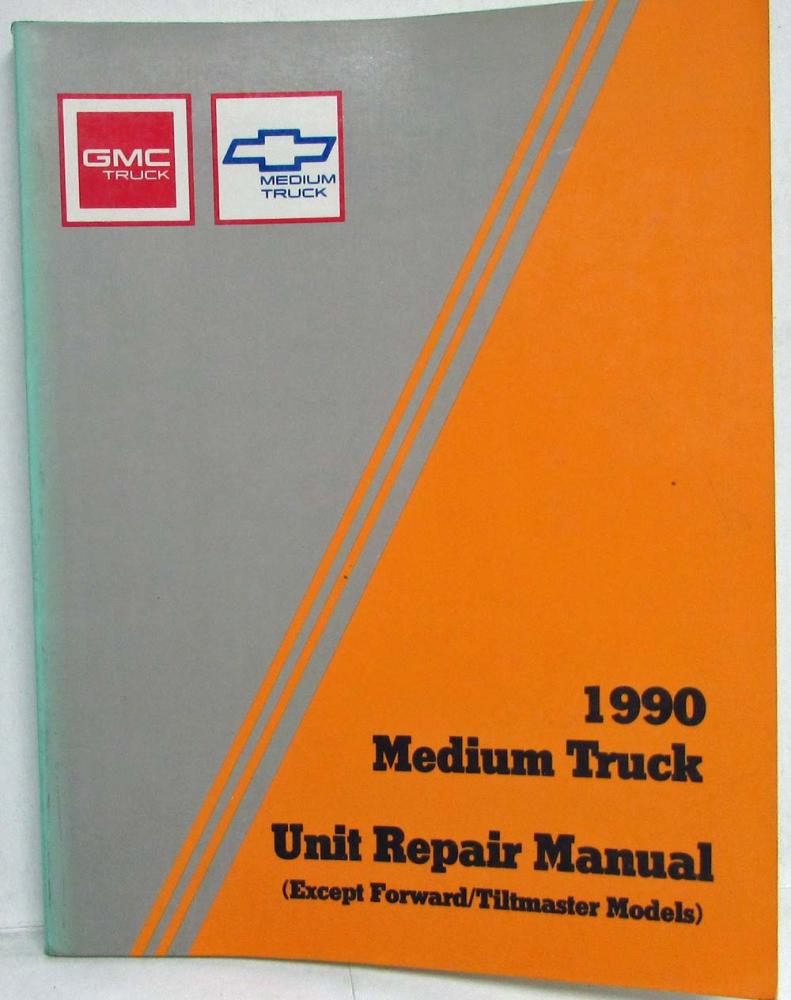 GMC
TRUCK
MEDIUM
TRUCK
1990
Medium Truck
Unit Repair Manual
(Except Forward/Tiltmaster Models)